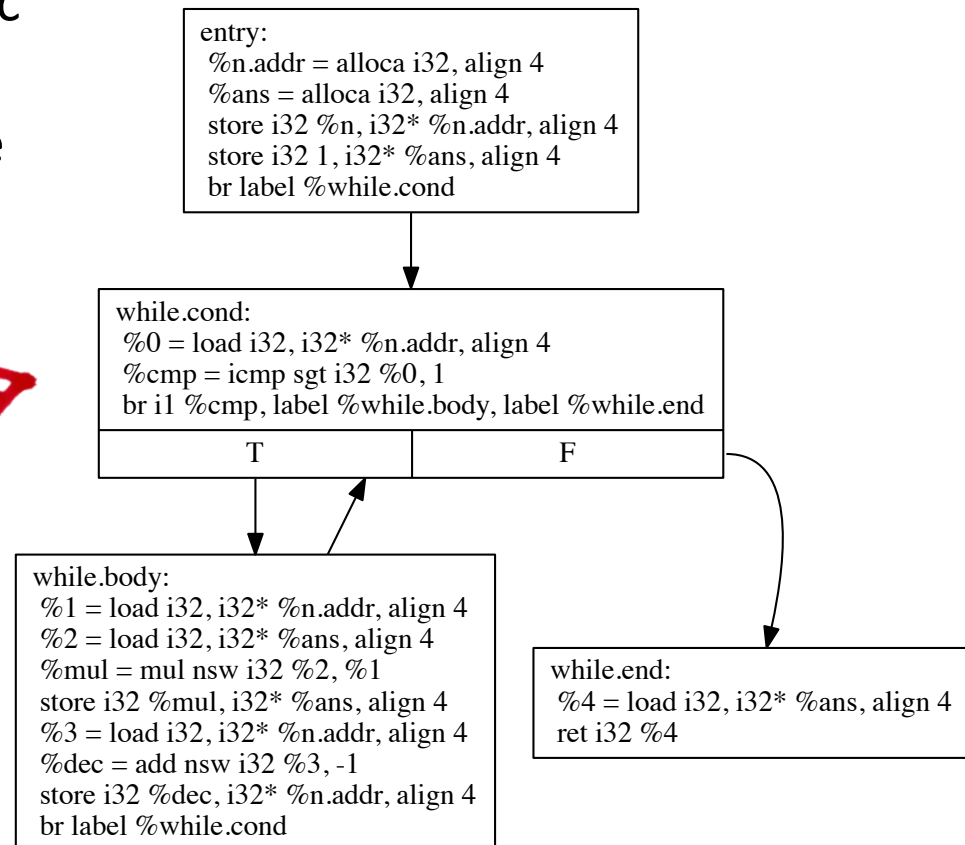 c
e
entry:
%n.addr = alloca i32, align 4
%ans = alloca i32, align 4
store i32 %n, i32* %n.addr, align 4
store i32 1, i32* %ans, align 4
br label %while.cond
while.cond:
%0 = load i32, i32* %n.addr, align 4
%cmp = icmp sgt i32 %0, 1
br i1 %cmp, label %while.body, label %while.end
T F
while.body:
%1 = load i32, i32* %n.addr, align 4
%2 = load i32, i32* %ans, align 4
%mul = mul nsw i32 %2, %1
store i32 %mul, i32* %ans, align 4
%3 = load i32, i32* %n.addr, align 4
%dec = add nsw i32 %3, -1
store i32 %dec, i32* %n.addr, align 4
br label %while.cond
while.end:
%4 = load i32, i32* %ans, align 4
ret i32 %4